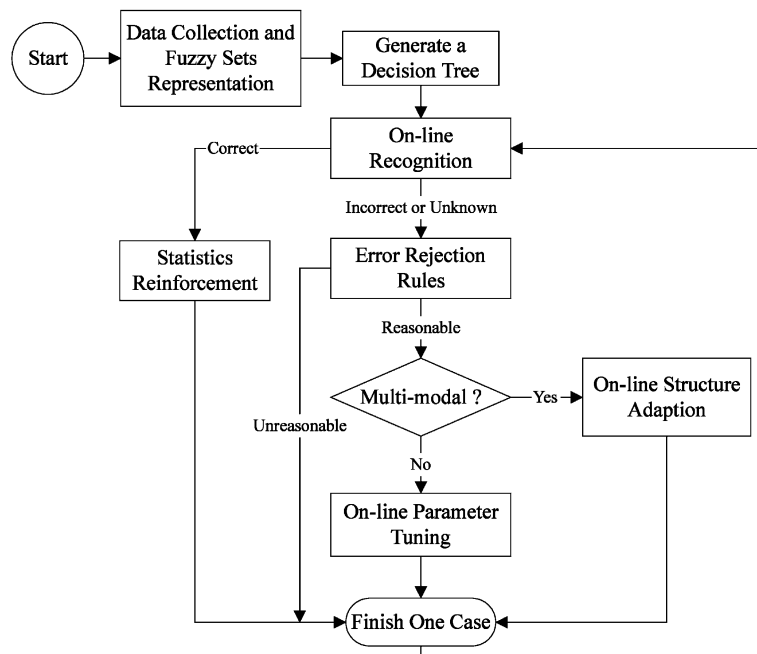 Start
Data Collection and
Fuzzy Sets
Representation
Generate a
Decision Tree
On-line
Recognition
Correct
Incorrect or Unknown
Statistics
Reinforcement
Error Rejection
Rules
Reasonable
Multi-modal ?
Yes
On-line Structure
Adaption
Unreasonable
No
On-line Parameter
Tuning
Finish One Case